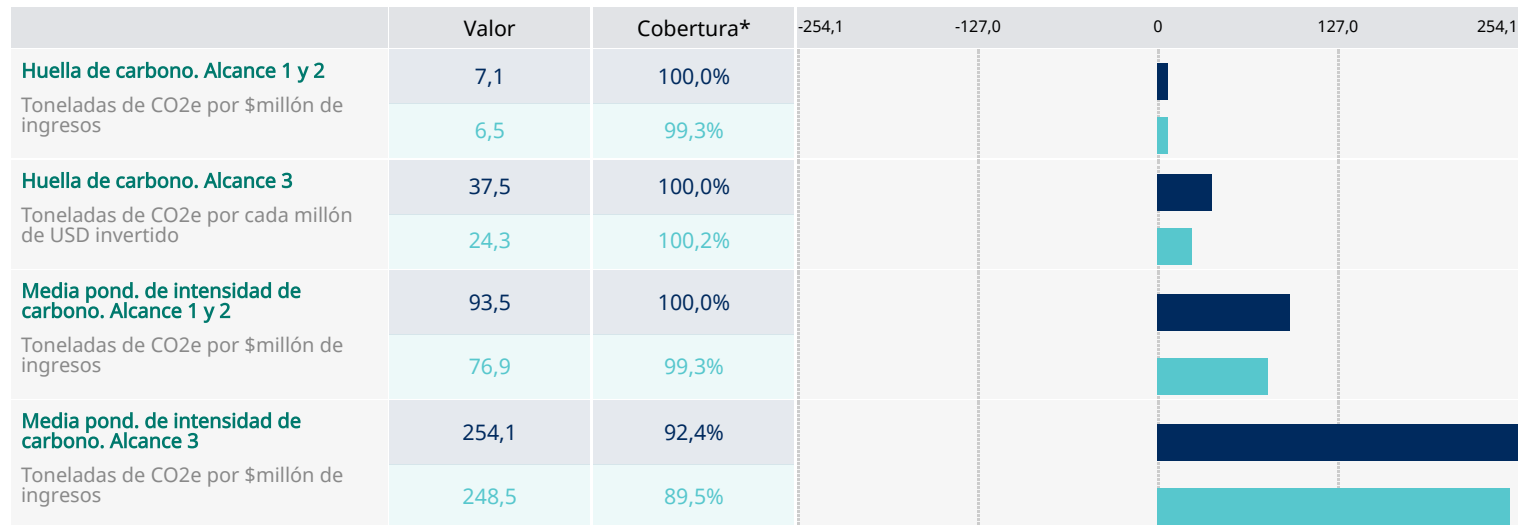 Valor Cobertura* -254,1 -127,0 0 127,0 254,1
Huella de carbono. Alcance 1 y 2
Toneladas de CO2e por $millón de
ingresos
7,1 100,0%
6,5 99,3%
Huella de carbono. Alcance 3
Toneladas de CO2e por cada millón
de USD invertido
37,5 100,0%
24,3 100,2%
Media pond. de intensidad de
carbono. Alcance 1 y 2
Toneladas de CO2e por $millón de
ingresos
93,5 100,0%
76,9 99,3%
Media pond. de intensidad de
carbono. Alcance 3
Toneladas de CO2e por $millón de
ingresos
254,1 92,4%
248,5 89,5%